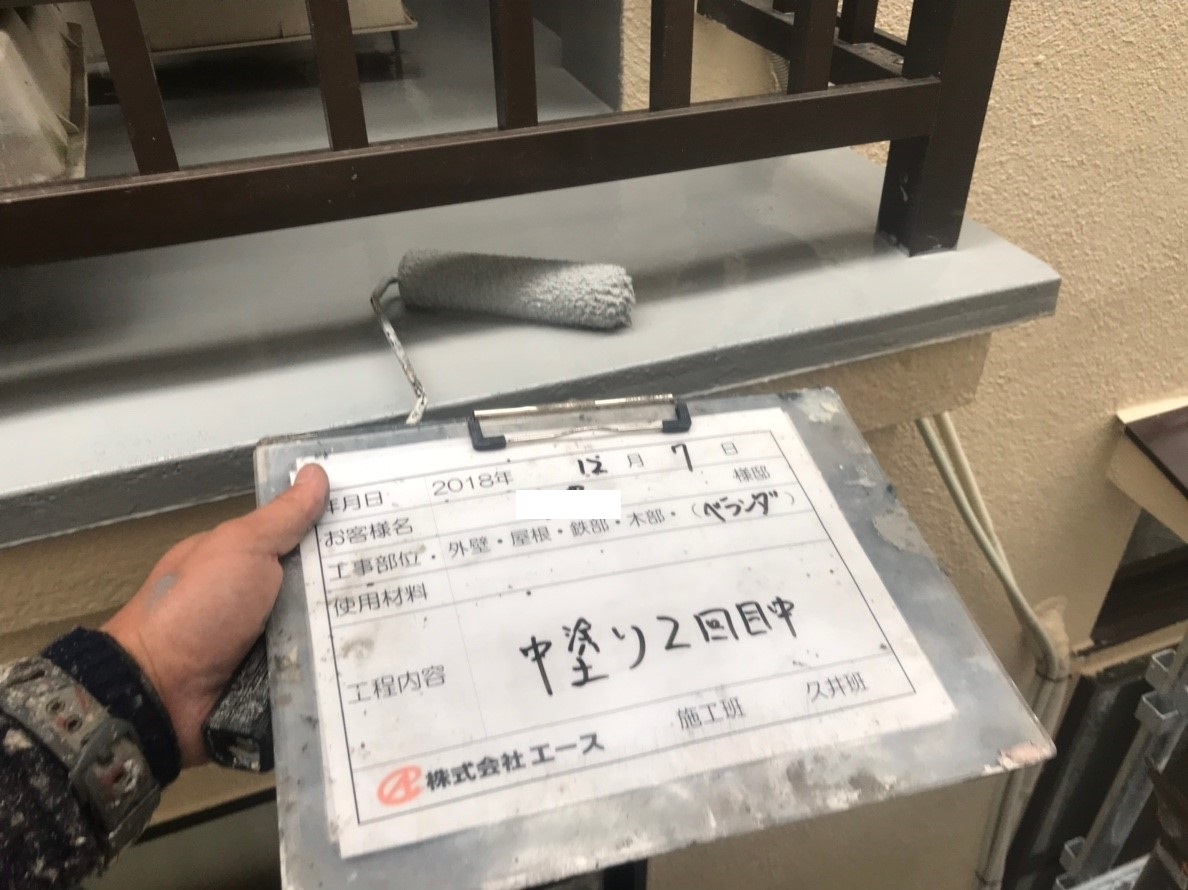 年月日 2018年 12月 7日
お客様名 様邸
工事部位・外壁・屋根・鉄部・木部・(ベランダ)
使用材料
工程内容 中塗り2回目中
施工班 久井班
株式会社エース